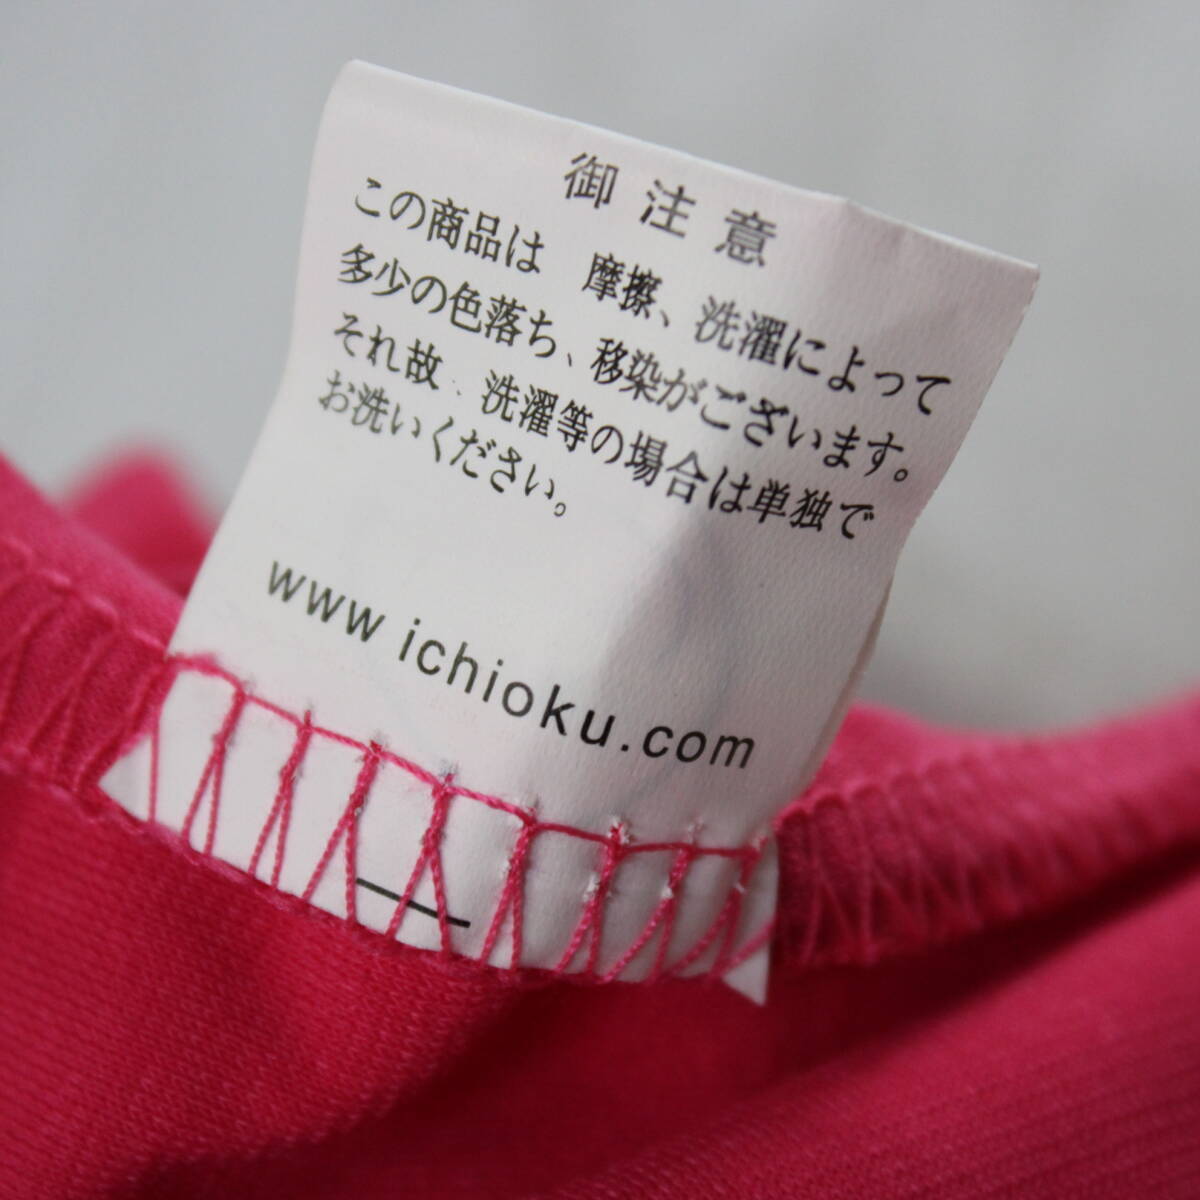 御注意
この商品は　摩擦、洗濯によって
多少の色落ち、移染がございます。
それ故、洗濯等の場合は単独で
お洗いください。
www.ichioku.com